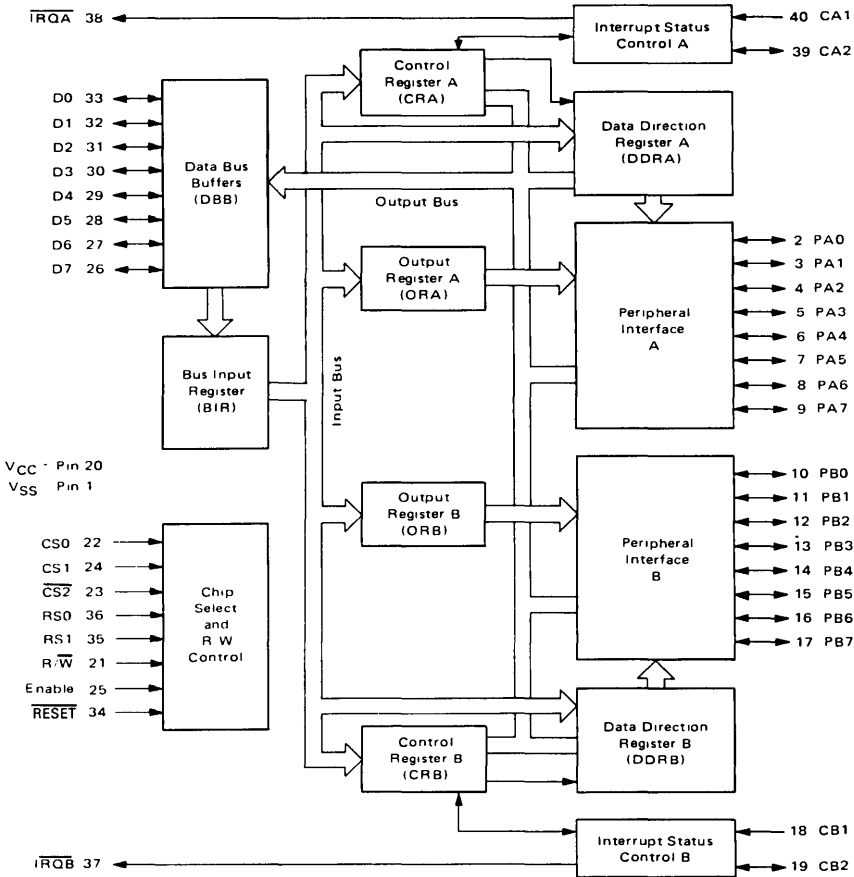 IRQA 38
Interrupt Status
Control A
40 CA1
39 CA2
Control
Register A
(CRA)
D0 33
D1 32
D2 31
D3 30
D4 29
D5 28
D6 27
D7 26
Data Bus
Buffers
(DBB)
Data Direction
Register A
(DDRA)
Output Bus
Output
Register A
(ORA)
Peripheral
Interface
A
2 PA0
3 PA1
4 PA2
5 PA3
6 PA4
7 PA5
8 PA6
9 PA7
Bus Input
Register
(BIR)
Input Bus
VCC - Pin 20
VSS Pin 1
Output
Register B
(ORB)
Peripheral
Interface
B
10 PB0
11 PB1
12 PB2
13 PB3
14 PB4
15 PB5
16 PB6
17 PB7
CS0 22
CS1 24
CS2 23
RS0 36
RS1 35
R/W 21
Enable 25
RESET 34
Chip
Select
and
R W
Control
Control
Register B
(CRB)
Data Direction
Register B
(DDRB)
Interrupt Status
Control B
18 CB1
19 CB2
IRQB 37